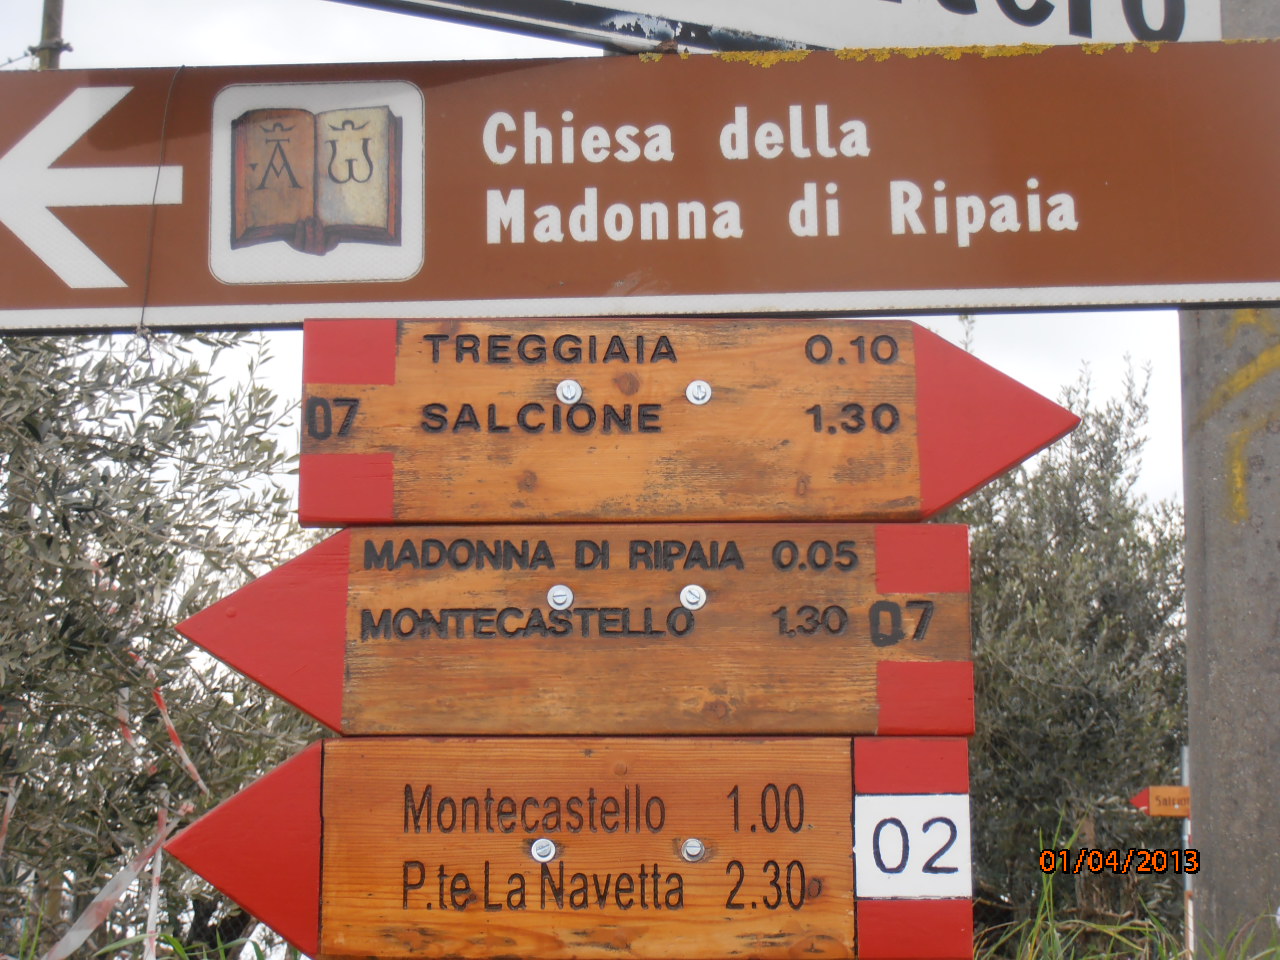 Chiesa della
Madonna di Ripaia
TREGGIAIA 0.10
07
SALCIONE 1.30
MADONNA DI RIPAIA 0.05
MONTECASTELLO 1.30 07
Montecastello 1.00
02
P.te La Navetta 2.30
01/04/2013